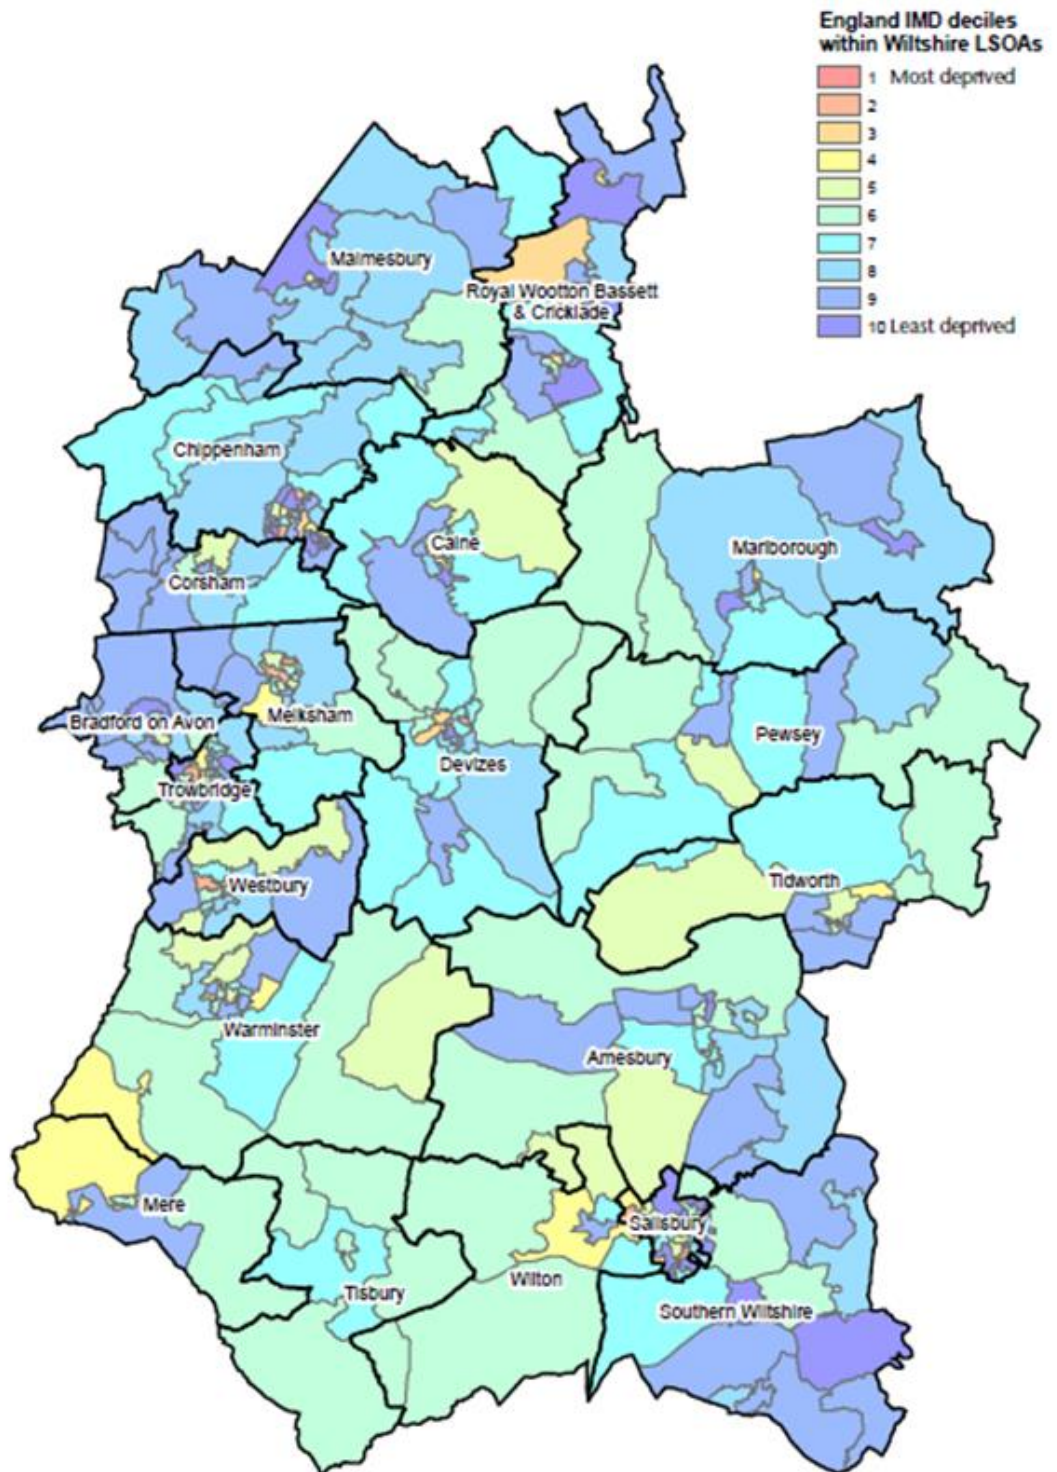 England IMD deciles
within Wiltshire LSOAs
1 Most deprived
2
3
4
5
6
7
8
9
10 Least deprived
Malmesbury
Royal Wootton Bassett
& Cricklade
Chippenham
Calne
Marlborough
Corsham
Bradford on Avon
Melksham
Pewsey
Devizes
Trowbridge
Westbury
Tidworth
Warminster
Amesbury
Mere
Salisbury
Tisbury
Wilton
Southern Wiltshire